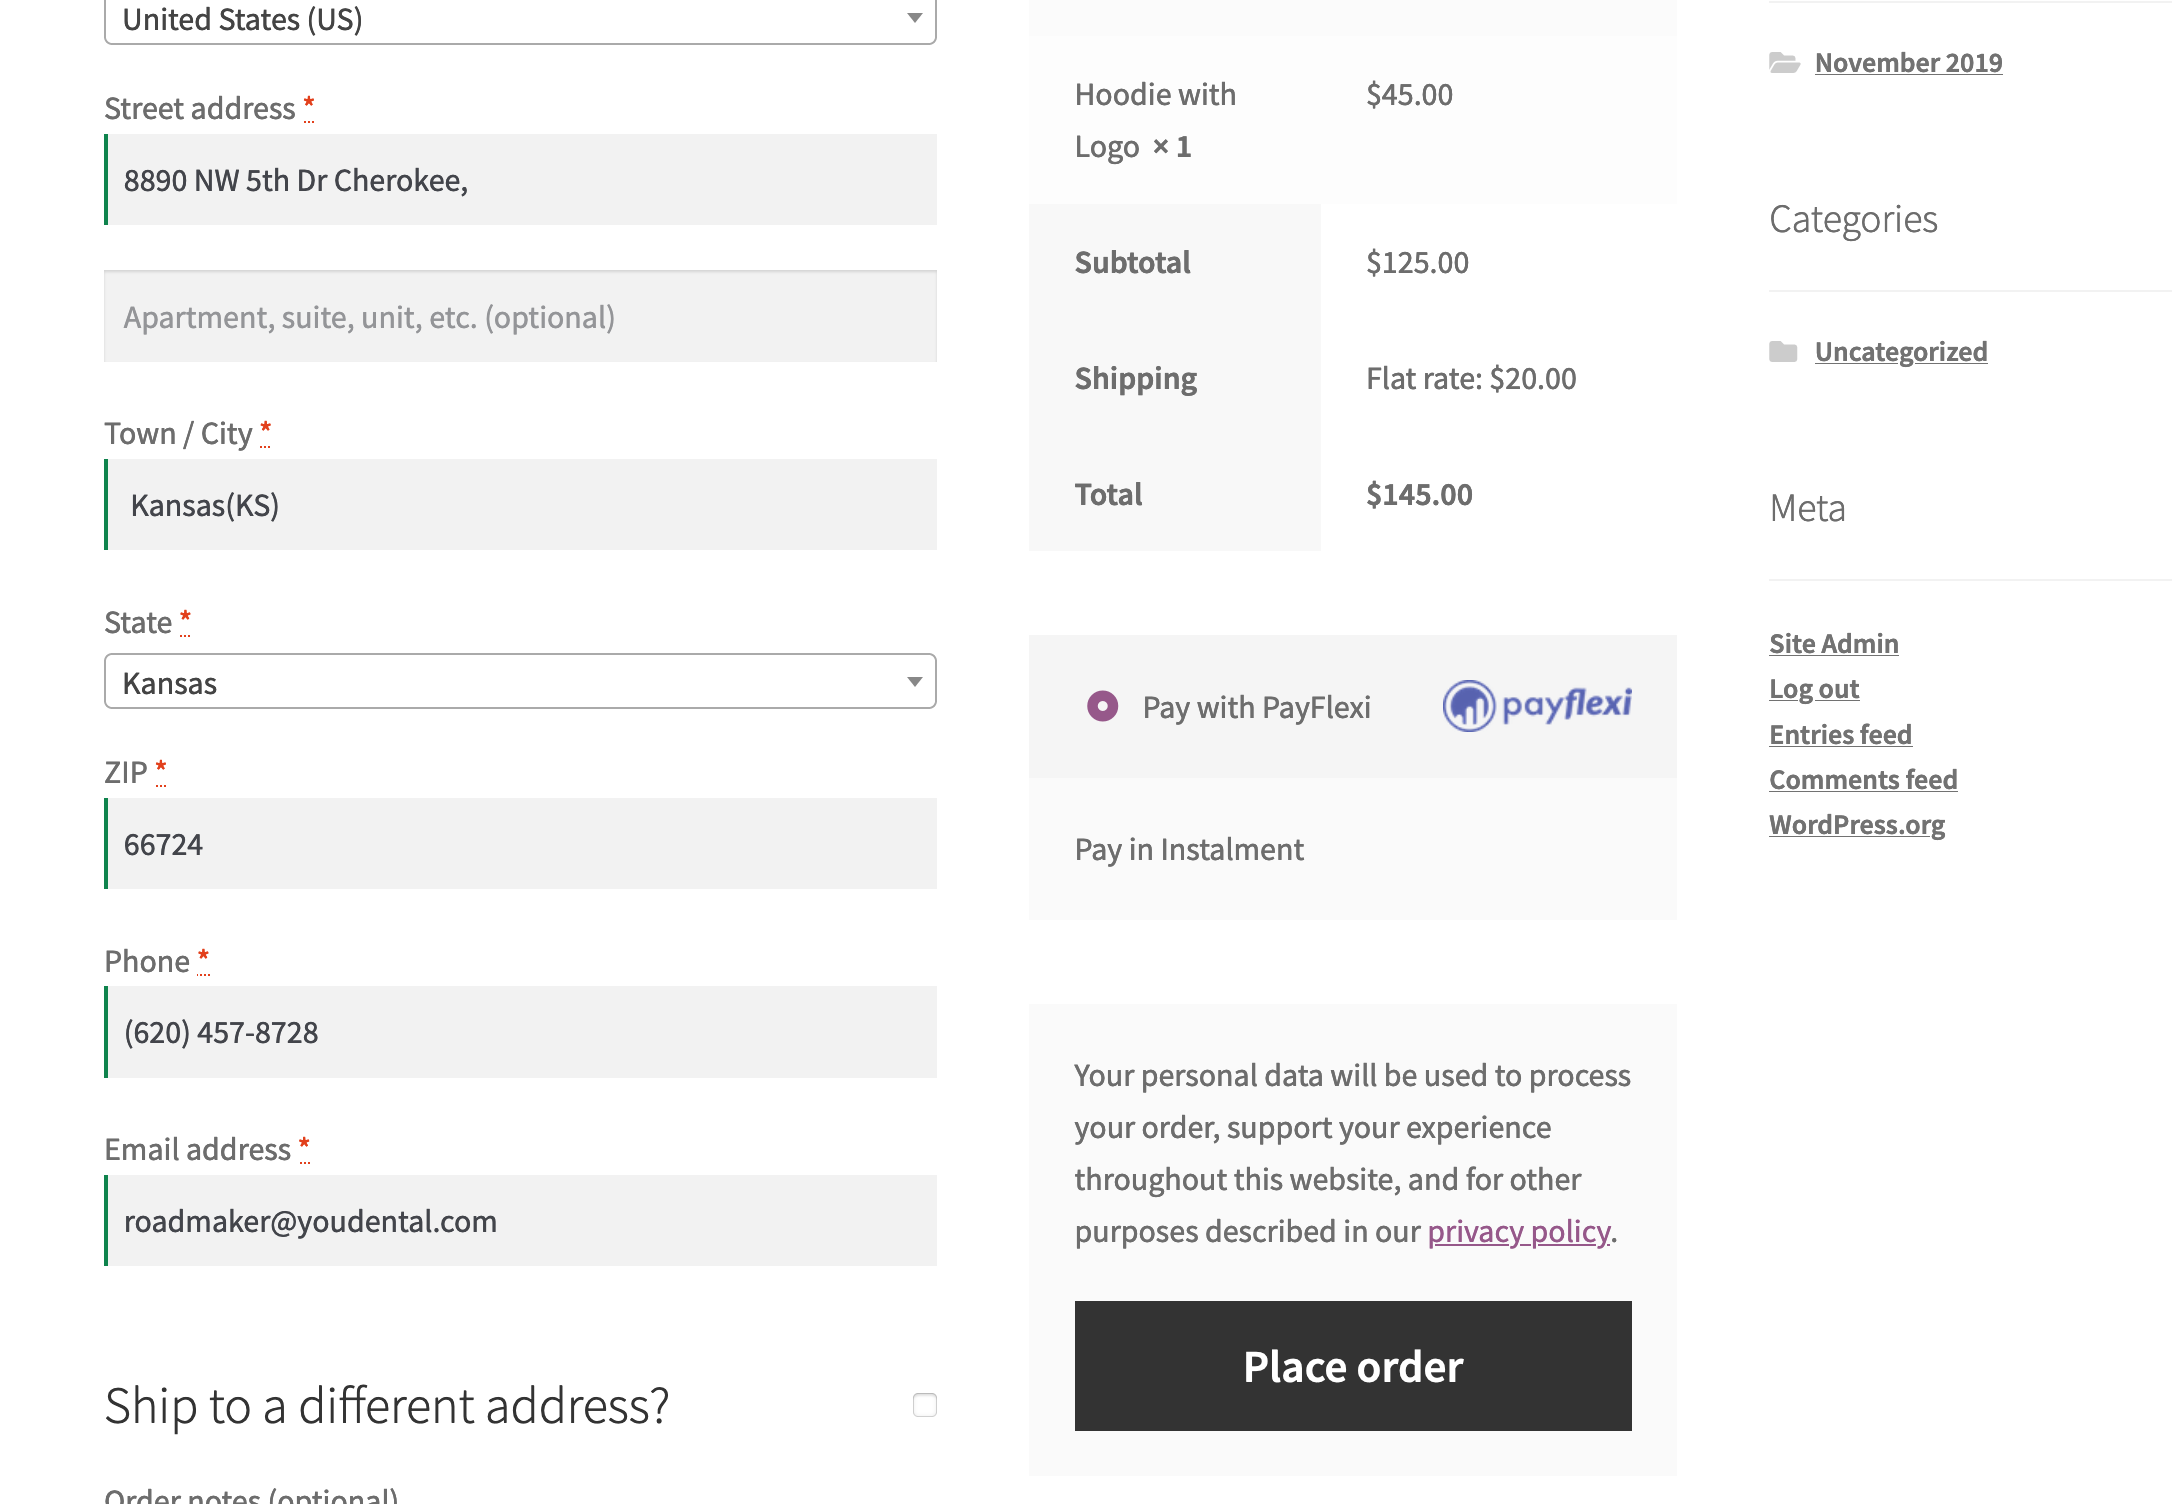 United States (US)
Street address *
8890 NW 5th Dr Cherokee,
Apartment, suite, unit, etc. (optional)
Town / City *
Kansas(KS)
State *
Kansas
ZIP *
66724
Phone *
(620) 457-8728
Email address *
roadmaker@youdental.com
Ship to a different address?
Order notes (optional)
Hoodie with $45.00
Logo × 1
Subtotal $125.00
Shipping Flat rate: $20.00
Total $145.00
Pay with PayFlexi payflexi
Pay in Instalment
Your personal data will be used to process
your order, support your experience
throughout this website, and for other
purposes described in our privacy policy.
Place order
November 2019
Categories
Uncategorized
Meta
Site Admin
Log out
Entries feed
Comments feed
WordPress.org